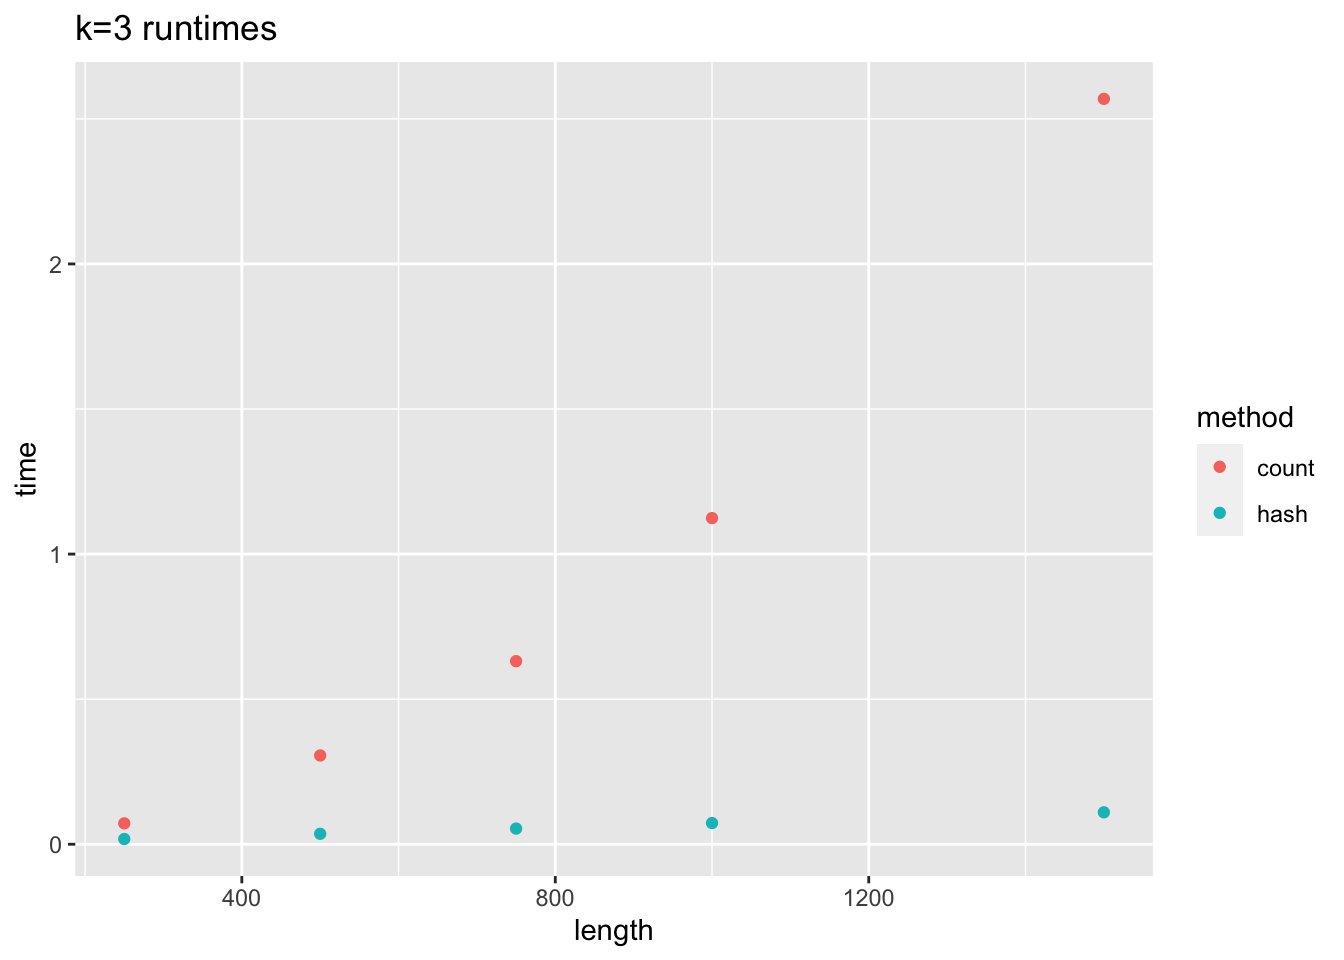 k=3 runtimes
2
1
0
time
400 800 1200
length
method
count
hash